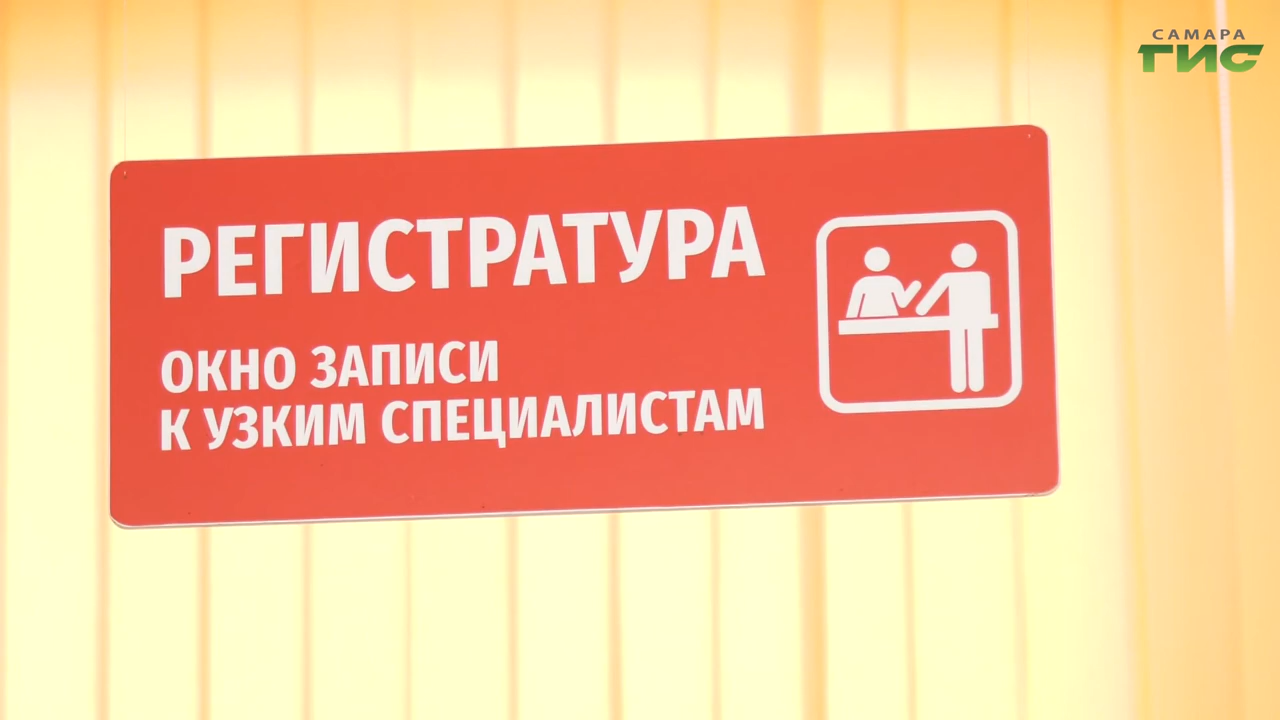 САМАРА
ГИС
РЕГИСТРАТУРА
ОКНО ЗАПИСИ
К УЗКИМ СПЕЦИАЛИСТАМ